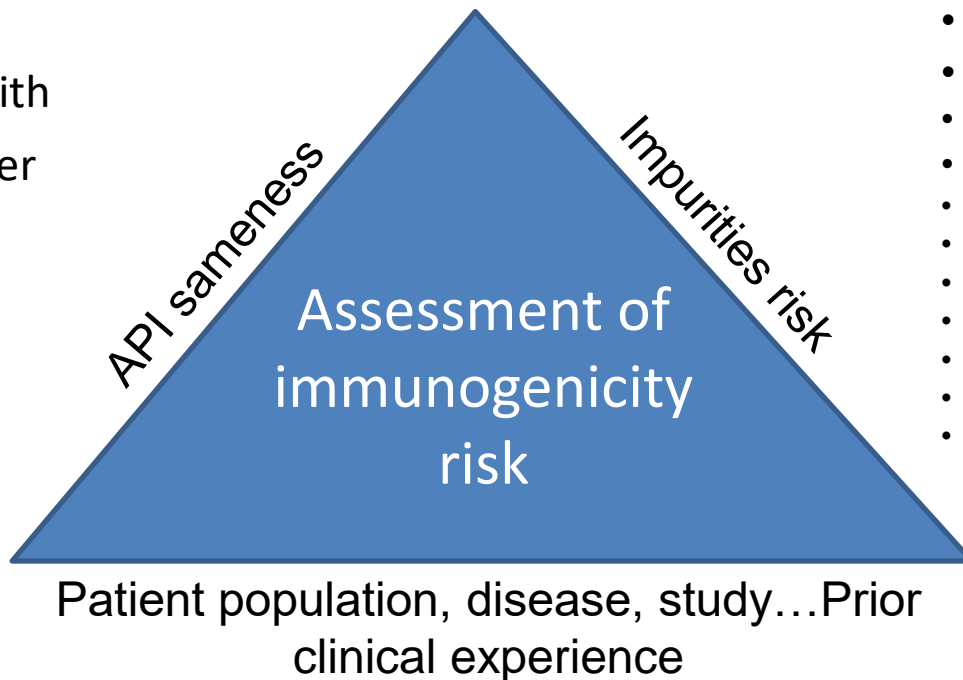 ith
er
API sameness
Impurities risk
Assessment of
immunogenicity
risk
Patient population, disease, study…Prior
clinical experience